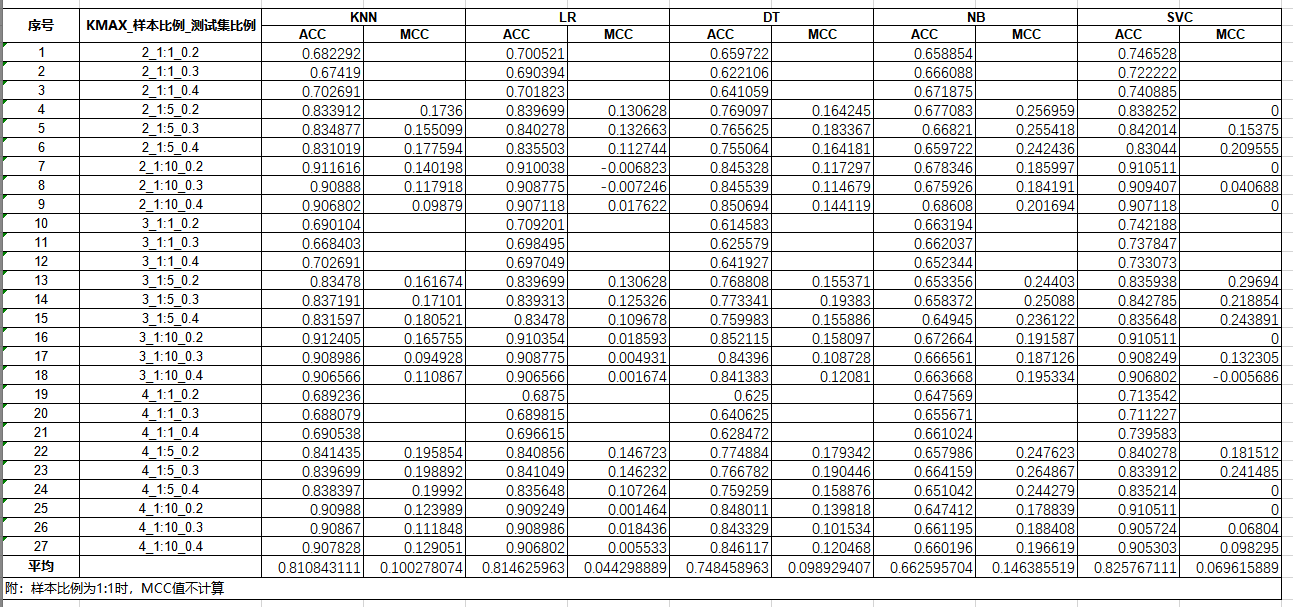 序号 KMAX_样本比例_测试集比例 KNN LR DT NB SVC
ACC MCC ACC MCC ACC MCC ACC MCC ACC MCC
1 2_1:1_0.2 0.682292 0.700521 0.659722 0.658854 0.746528
2 2_1:1_0.3 0.67419 0.690394 0.622106 0.666088 0.722222
3 2_1:1_0.4 0.702691 0.701823 0.641059 0.671875 0.740885
4 2_1:5_0.2 0.833912 0.1736 0.839699 0.130628 0.769097 0.164245 0.677083 0.256959 0.838252 0
5 2_1:5_0.3 0.834877 0.155099 0.840278 0.132663 0.765625 0.183367 0.66821 0.255418 0.842014 0.15375
6 2_1:5_0.4 0.831019 0.177594 0.835503 0.112744 0.755064 0.164181 0.659722 0.242436 0.83044 0.209555
7 2_1:10_0.2 0.911616 0.140198 0.910038 -0.006823 0.845328 0.117297 0.678346 0.185997 0.910511 0
8 2_1:10_0.3 0.90888 0.117918 0.908775 -0.007246 0.845539 0.114679 0.675926 0.184191 0.909407 0.040688
9 2_1:10_0.4 0.906802 0.09879 0.907118 0.017622 0.850694 0.144119 0.68608 0.201694 0.907118 0
10 3_1:1_0.2 0.690104 0.709201 0.614583 0.663194 0.742188
11 3_1:1_0.3 0.668403 0.698495 0.625579 0.662037 0.737847
12 3_1:1_0.4 0.702691 0.697049 0.641927 0.652344 0.733073
13 3_1:5_0.2 0.83478 0.161674 0.839699 0.130628 0.768808 0.155371 0.653356 0.24403 0.835938 0.29694
14 3_1:5_0.3 0.837191 0.17101 0.839313 0.125326 0.773341 0.19383 0.658372 0.25088 0.842785 0.218854
15 3_1:5_0.4 0.831597 0.180521 0.83478 0.109678 0.759983 0.155886 0.64945 0.236122 0.835648 0.243891
16 3_1:10_0.2 0.912405 0.165755 0.910354 0.018593 0.852115 0.158097 0.672664 0.191587 0.910511 0
17 3_1:10_0.3 0.908986 0.094928 0.908775 0.004931 0.84396 0.108728 0.666561 0.187126 0.908249 0.132305
18 3_1:10_0.4 0.906566 0.110867 0.906566 0.001674 0.841383 0.12081 0.663668 0.195334 0.906802 -0.005686
19 4_1:1_0.2 0.689236 0.6875 0.625 0.647569 0.713542
20 4_1:1_0.3 0.688079 0.689815 0.640625 0.655671 0.711227
21 4_1:1_0.4 0.690538 0.696615 0.628472 0.661024 0.739583
22 4_1:5_0.2 0.841435 0.195854 0.840856 0.146723 0.774884 0.179342 0.657986 0.247623 0.840278 0.181512
23 4_1:5_0.3 0.839699 0.198892 0.841049 0.146232 0.766782 0.190446 0.664159 0.264867 0.833912 0.241485
24 4_1:5_0.4 0.838397 0.19992 0.835648 0.107264 0.759259 0.158876 0.651042 0.244279 0.835214 0
25 4_1:10_0.2 0.90988 0.123989 0.909249 0.001464 0.848011 0.139818 0.647412 0.178839 0.910511 0
26 4_1:10_0.3 0.90867 0.111848 0.908986 0.018436 0.843329 0.101534 0.661195 0.188408 0.905724 0.06804
27 4_1:10_0.4 0.907828 0.129051 0.906802 0.005533 0.846117 0.120468 0.660196 0.196619 0.905303 0.098295
平均 0.810843111 0.100278074 0.814625963 0.044298889 0.748458963 0.098929407 0.662595704 0.146385519 0.825767111 0.069615889
附：样本比例为1:1时，MCC值不计算